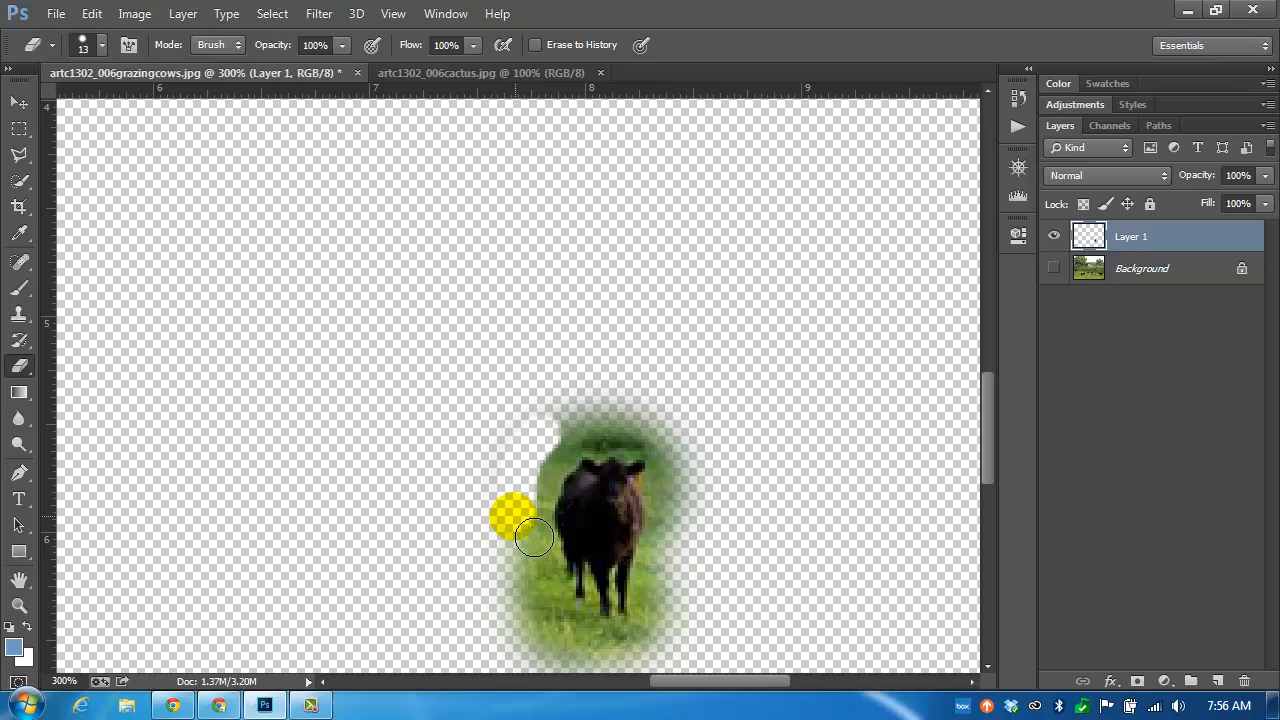 Ps File Edit Image Layer Type Select Filter 3D View Window Help
13 Mode: Brush Opacity: 100% Flow: 100% Erase to History Essentials
artc1302_006grazingcows.jpg @ 300% (Layer 1, RGB/8) * × artc1302_006cactus.jpg @ 100% (RGB/8) ×
Color Swatches
6 7 8 9
4
Adjustments Styles
Layers Channels Paths
Kind
Normal Opacity: 100%
Lock: Fill: 100%
Layer 1
Background
5
6
300% Doc: 1.37M/3.20M
box 7:56 AM